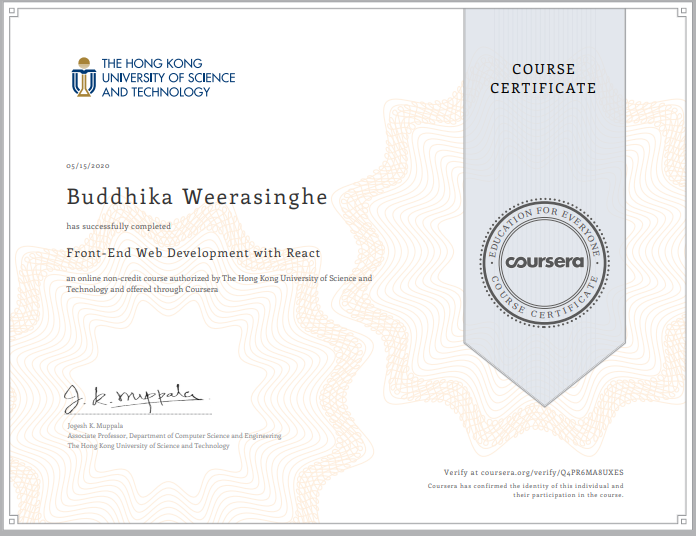 THE HONG KONG
UNIVERSITY OF SCIENCE
AND TECHNOLOGY
COURSE
CERTIFICATE
05/15/2020
Buddhika Weerasinghe
has successfully completed
Front-End Web Development with React
an online non-credit course authorized by The Hong Kong University of Science and
Technology and offered through Coursera
EDUCATION FOR EVERYONE
coursera
COURSE CERTIFICATE
J. K. Muppala
Jogesh K. Muppala
Associate Professor, Department of Computer Science and Engineering
The Hong Kong University of Science and Technology
Verify at coursera.org/verify/Q4PR6MA8UXES
Coursera has confirmed the identity of this individual and
their participation in the course.